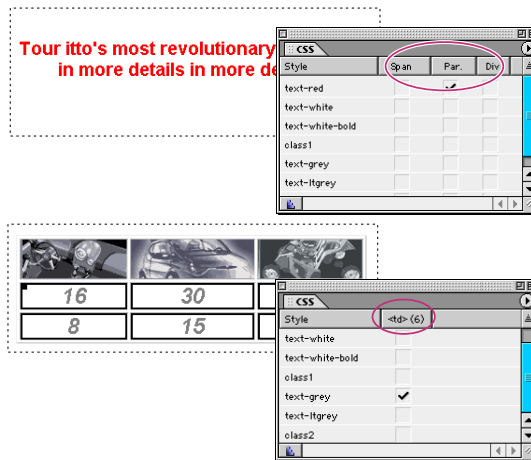 Tour itto's most revolutionary
in more details in more de
CSS
Style Span Par. Div
text-red
text-white
text-white-bold
class1
text-grey
text-ltgrey
16 30
8 15
CSS
Style <td> (6)
text-white
text-white-bold
class1
text-grey
text-ltgrey
class2